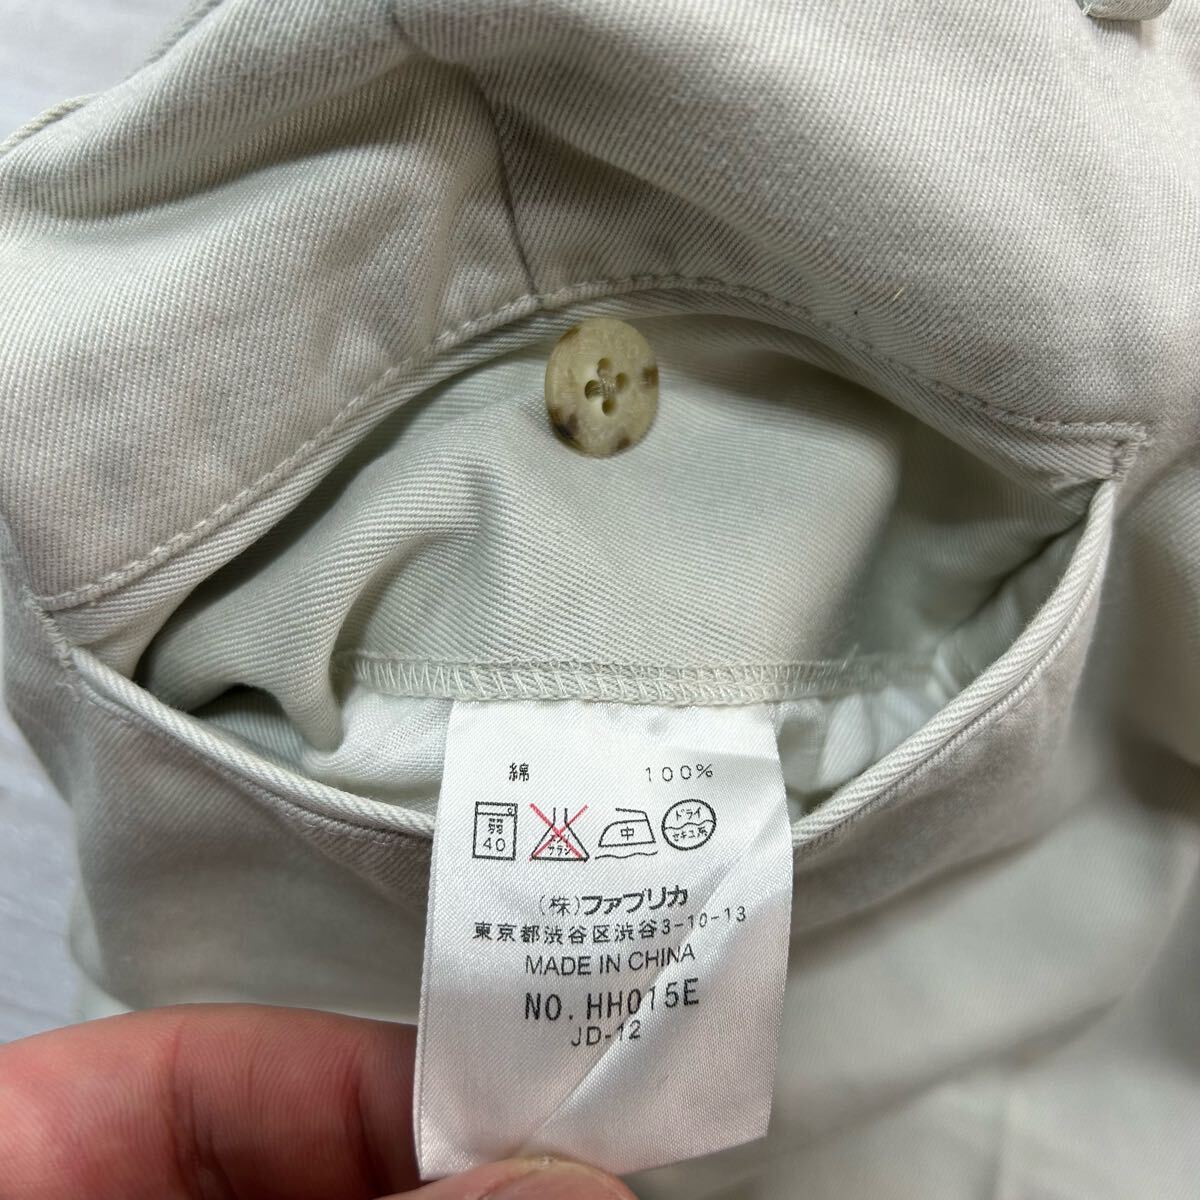 綿 100%
弱 40 エンソ サラシ 中 ドライ セキユ系
(株)ファブリカ
東京都渋谷区渋谷3-10-13
MADE IN CHINA
NO. HH015E
JD-12